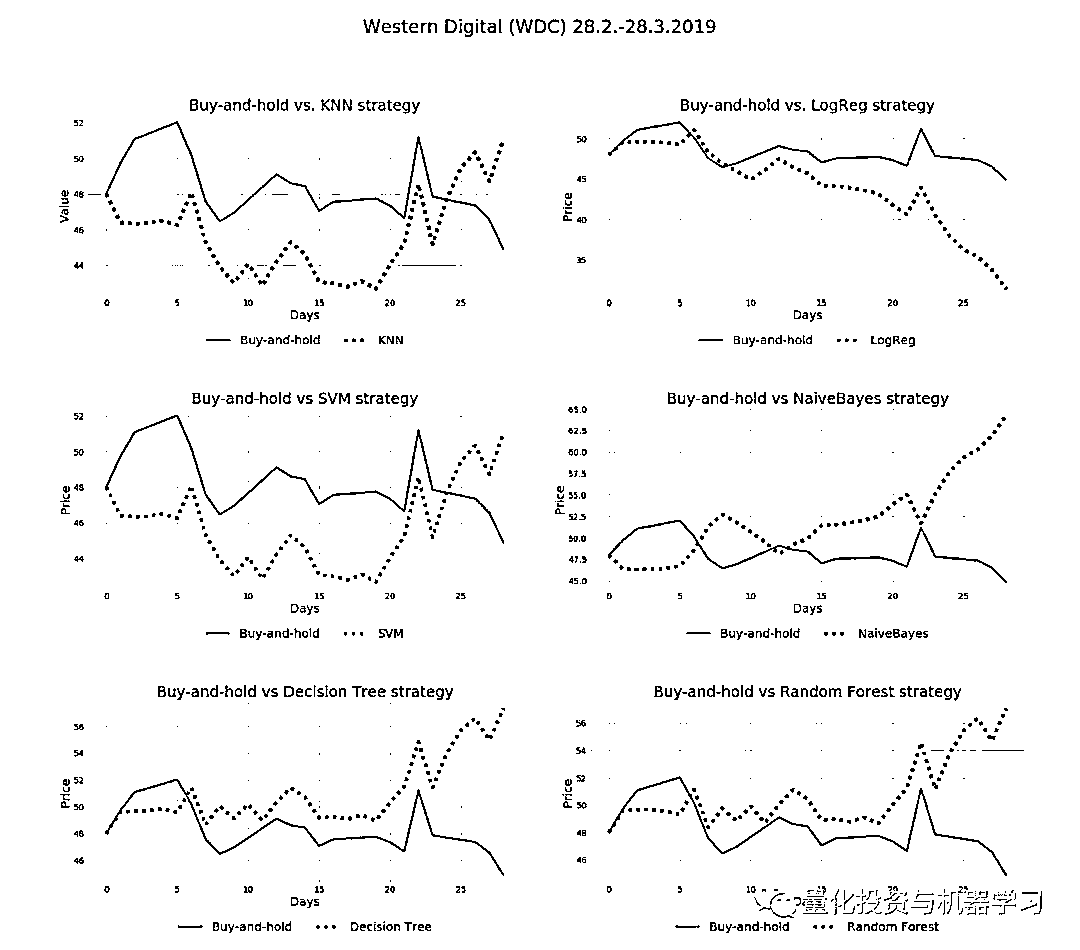 Western Digital (WDC) 28.2.-28.3.2019
Buy-and-hold vs. KNN strategy
52
50
48
46
44
Value
0 5 10 15 20 25
Days
Buy-and-hold KNN
Buy-and-hold vs. LogReg strategy
50
45
40
35
Price
0 5 10 15 20 25
Days
Buy-and-hold LogReg
Buy-and-hold vs SVM strategy
52
50
48
46
44
Price
0 5 10 15 20 25
Days
Buy-and-hold SVM
Buy-and-hold vs NaiveBayes strategy
65.0
62.5
60.0
57.5
55.0
52.5
50.0
47.5
45.0
Price
0 5 10 15 20 25
Days
Buy-and-hold NaiveBayes
Buy-and-hold vs Decision Tree strategy
56
54
52
50
48
46
Price
0 5 10 15 20 25
Days
Buy-and-hold Decision Tree
Buy-and-hold vs Random Forest strategy
56
54
52
50
48
46
Price
0 5 10 15 20
量化投资与机器学习
Buy-and-hold Random Forest